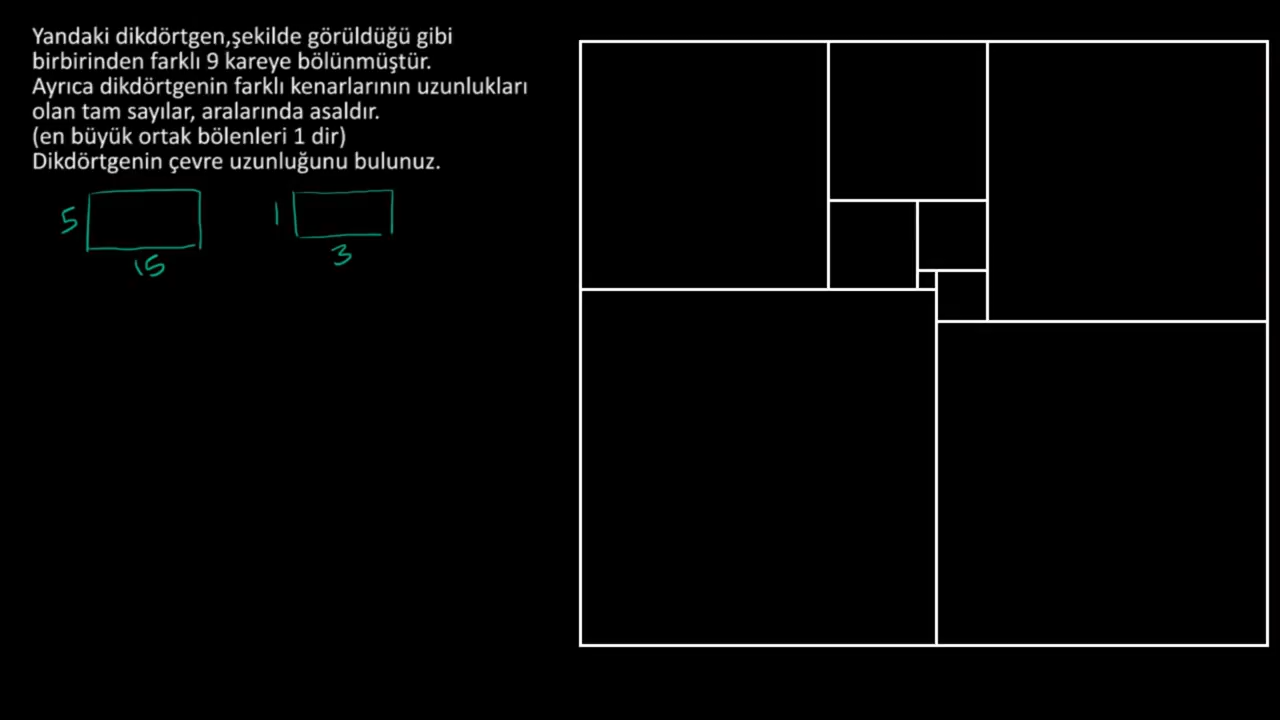 Yandaki dikdörtgen,şekilde görüldüğü gibi
birbirinden farklı 9 kareye bölünmüştür.
Ayrıca dikdörtgenin farklı kenarlarının uzunlukları
olan tam sayılar, aralarında asaldır.
(en büyük ortak bölenleri 1 dir)
Dikdörtgenin çevre uzunluğunu bulunuz.
5
1
15
3